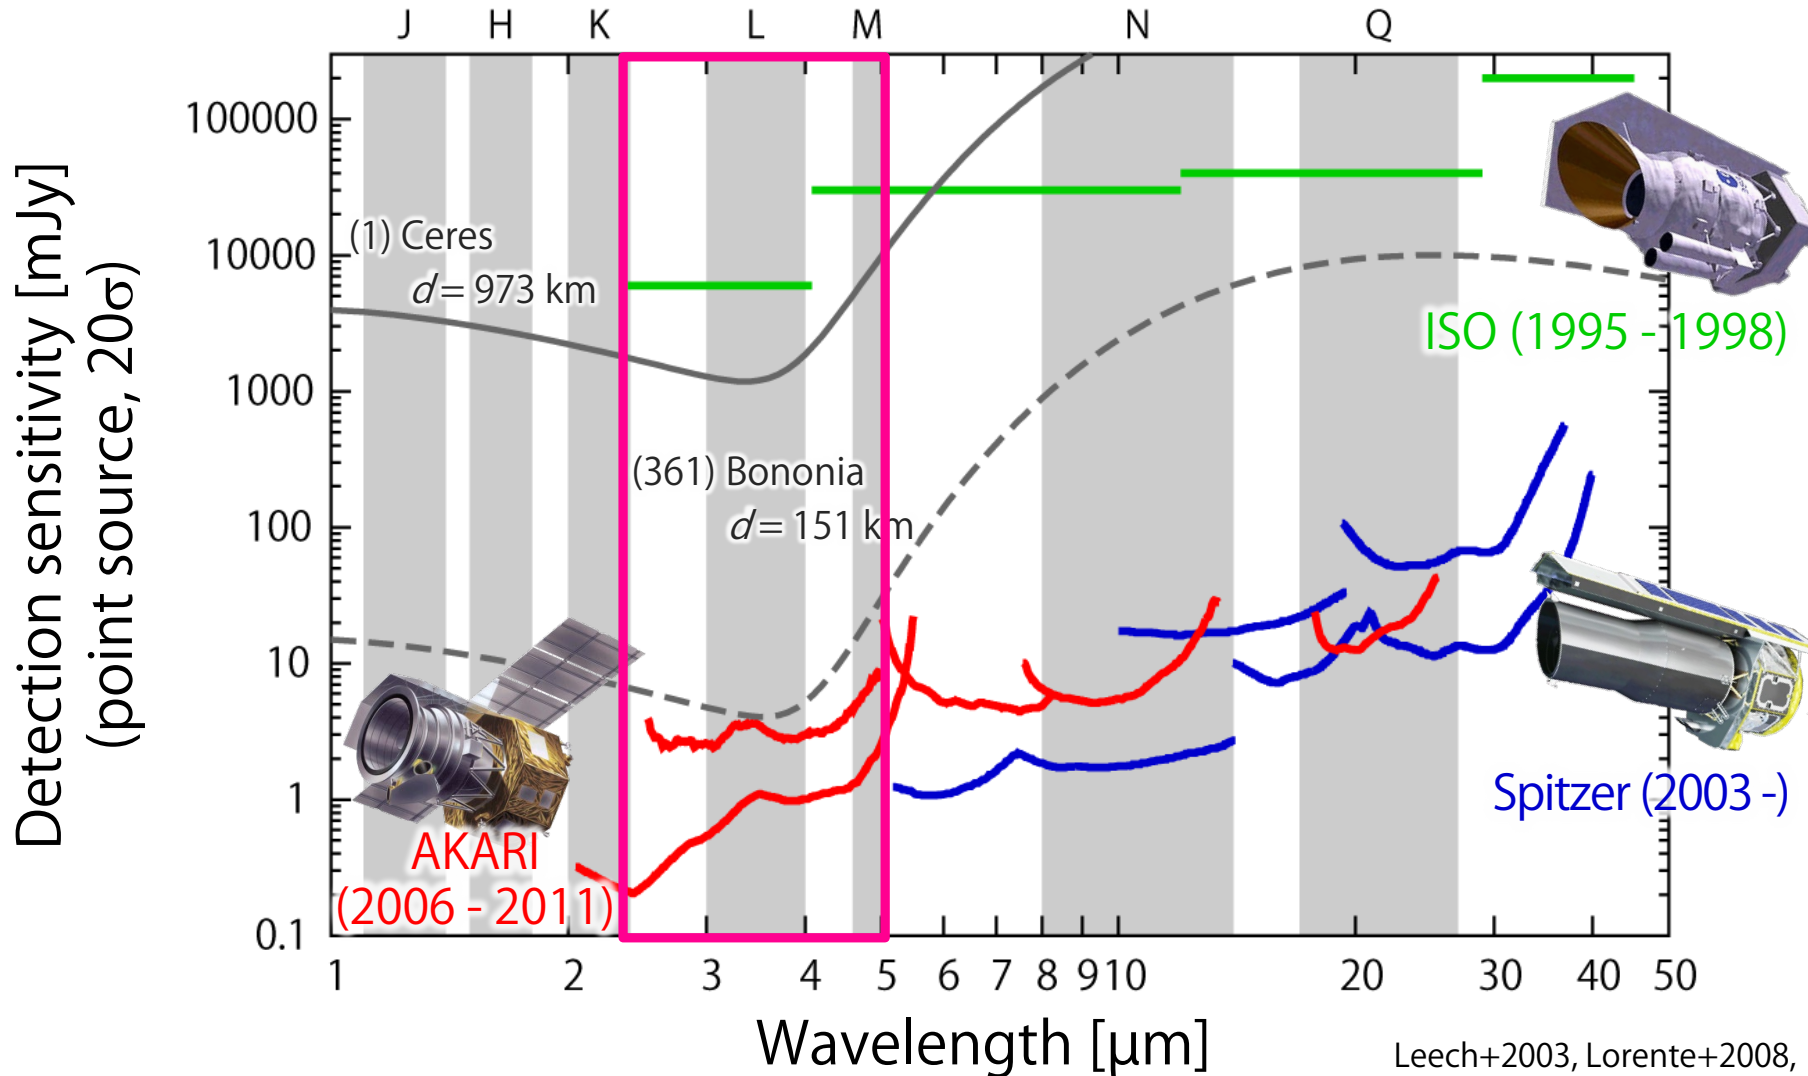 J H K L M N Q
Detection sensitivity [mJy]
(point source, 20σ)
100000
10000
1000
100
10
1
0.1
(1) Ceres
d = 973 km
(361) Bononia
d = 151 km
ISO (1995 - 1998)
Spitzer (2003 -)
AKARI
(2006 - 2011)
1 2 3 4 5 6 7 8 9 10 20 30 40 50
Wavelength [μm]
Leech+2003, Lorente+2008,